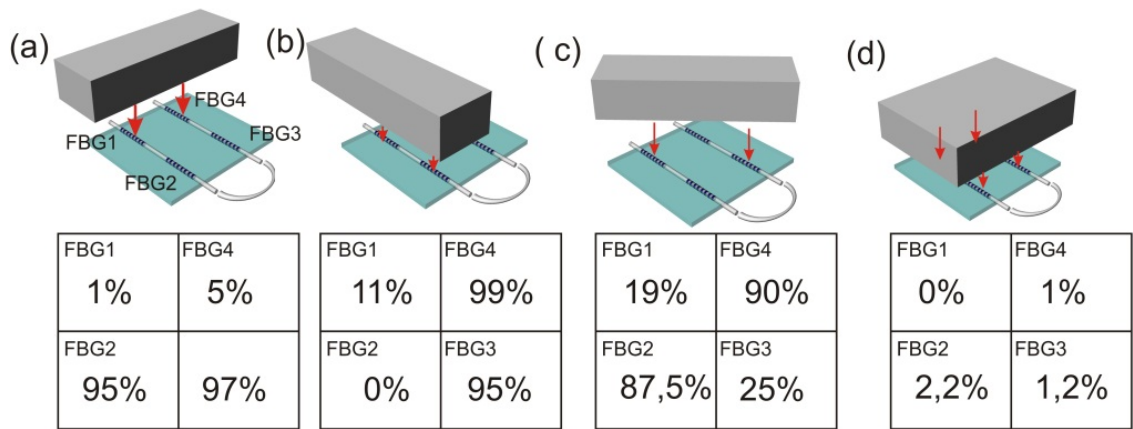 (a)
(b)
( c)
(d)
FBG4
FBG1
FBG3
FBG2
FBG1 FBG4
1% 5%
FBG2
95% 97%
FBG1 FBG4
11% 99%
FBG2 FBG3
0% 95%
FBG1 FBG4
19% 90%
FBG2 FBG3
87,5% 25%
FBG1 FBG4
0% 1%
FBG2 FBG3
2,2% 1,2%